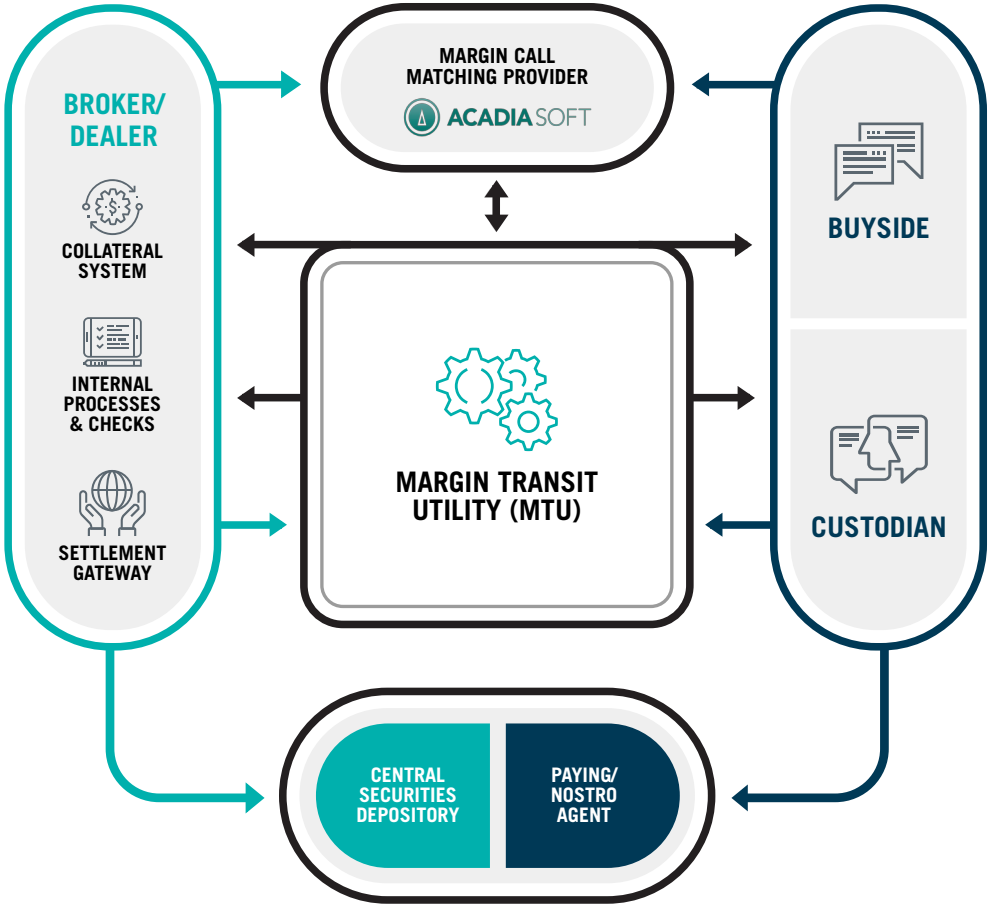 BROKER/
DEALER
COLLATERAL
SYSTEM
INTERNAL
PROCESSES
& CHECKS
SETTLEMENT
GATEWAY
MARGIN CALL
MATCHING PROVIDER
ACADIASOFT
MARGIN TRANSIT
UTILITY (MTU)
BUYSIDE
CUSTODIAN
CENTRAL
SECURITIES
DEPOSITORY
PAYING/
NOSTRO
AGENT